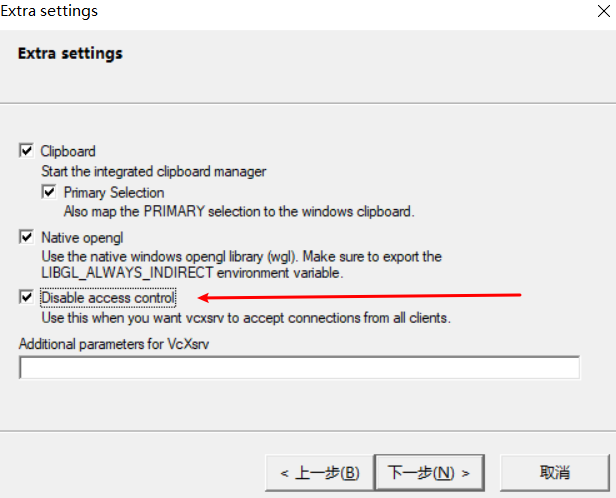 Extra settings
Extra settings
Clipboard
Start the integrated clipboard manager
Primary Selection
Also map the PRIMARY selection to the windows clipboard.
Native opengl
Use the native windows opengl library (wgl). Make sure to export the
LIBGL_ALWAYS_INDIRECT environment variable.
Disable access control
Use this when you want vcxsrv to accept connections from all clients.
Additional parameters for VcXsrv
< 上一步(B) 下一步(N) > 取消